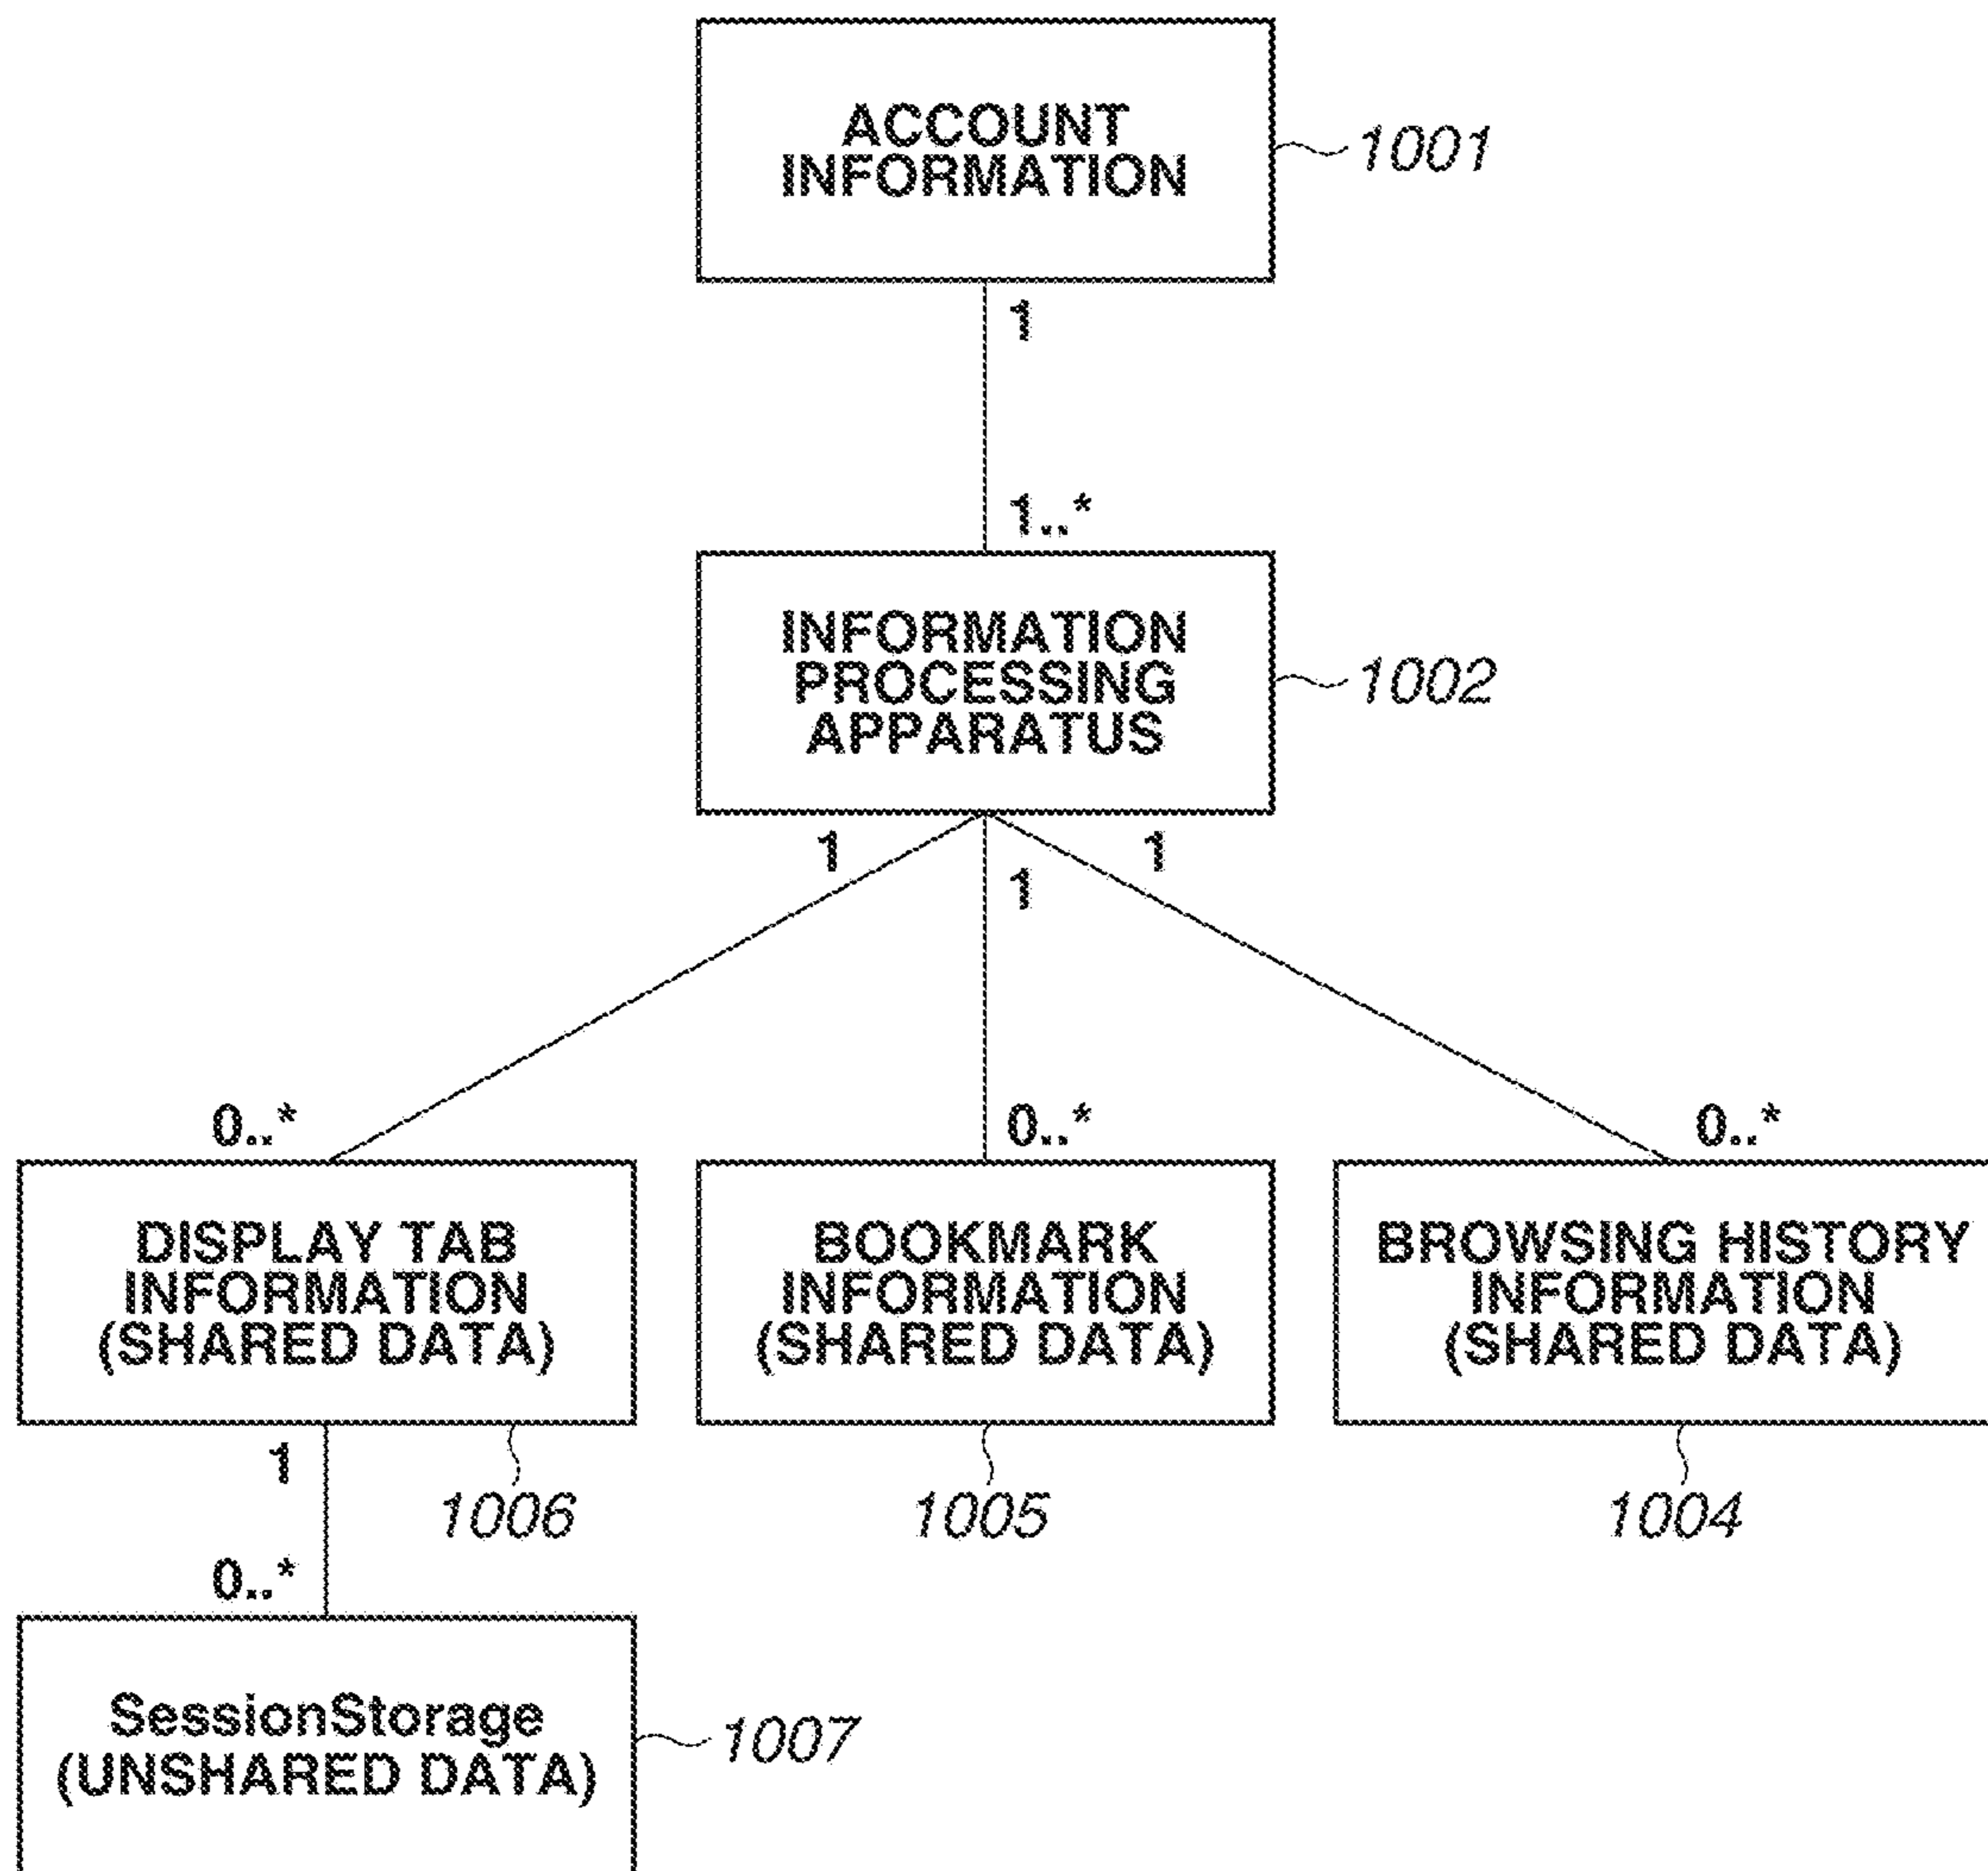 ACCOUNT
INFORMATION
1001
1
1..*
INFORMATION
PROCESSING
APPARATUS
1002
1
1
1
0..*
0..*
0..*
DISPLAY TAB
INFORMATION
(SHARED DATA)
BOOKMARK
INFORMATION
(SHARED DATA)
BROWSING HISTORY
INFORMATION
(SHARED DATA)
1
1006
1005
1004
0..*
SessionStorage
(UNSHARED DATA)
1007